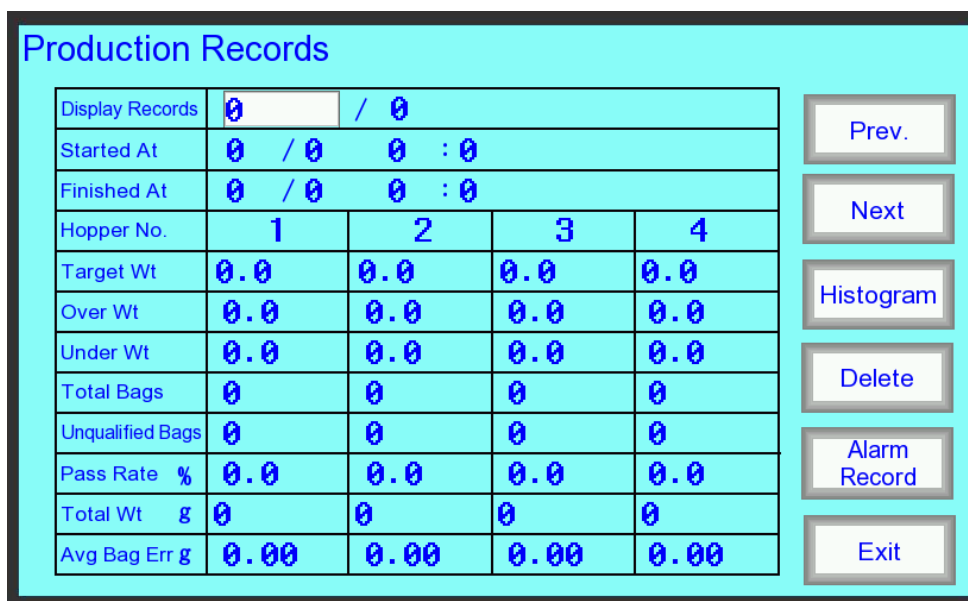 Production Records
Display Records 0 / 0
Started At 0 / 0 0 : 0
Finished At 0 / 0 0 : 0
Hopper No. 1 2 3 4
Target Wt 0.0 0.0 0.0 0.0
Over Wt 0.0 0.0 0.0 0.0
Under Wt 0.0 0.0 0.0 0.0
Total Bags 0 0 0 0
Unqualified Bags 0 0 0 0
Pass Rate % 0.0 0.0 0.0 0.0
Total Wt g 0 0 0 0
Avg Bag Err g 0.00 0.00 0.00 0.00
Prev.
Next
Histogram
Delete
Alarm
Record
Exit